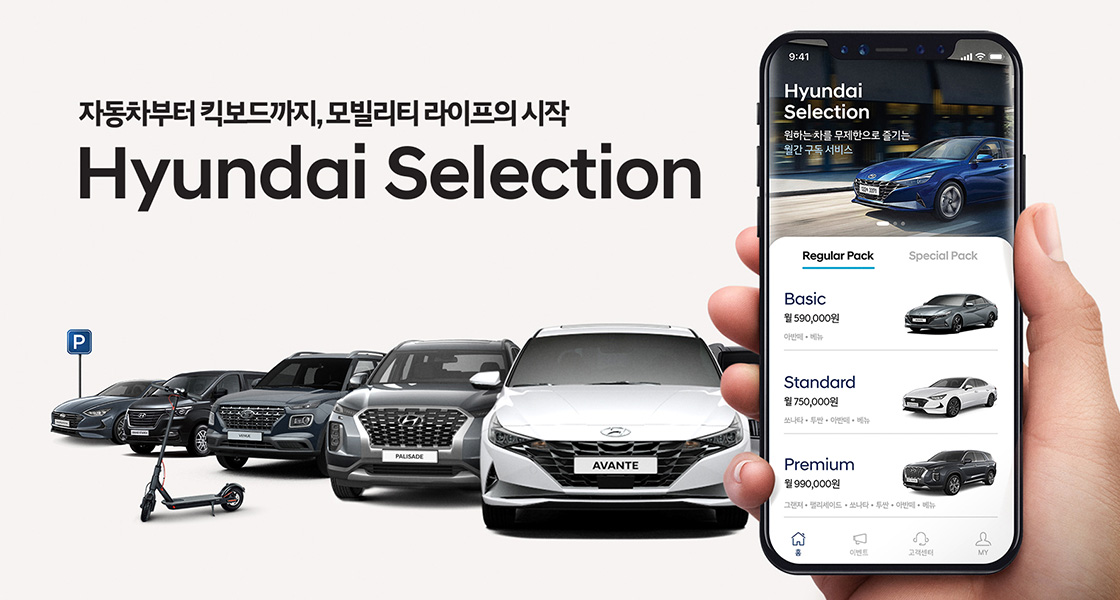 자동차부터 킥보드까지, 모빌리티 라이프의 시작
Hyundai Selection
P
VENUE
PALISADE
AVANTE
9:41
Hyundai
Selection
원하는 차를 무제한으로 즐기는
월간 구독 서비스
Regular Pack
Special Pack
Basic
월 590,000원
아반떼 • 베뉴
Standard
월 750,000원
쏘나타 • 투싼 • 아반떼 • 베뉴
Premium
월 990,000원
그랜저 • 팰리세이드 • 쏘나타 • 투싼 • 아반떼 • 베뉴
홈
이벤트
고객센터
MY